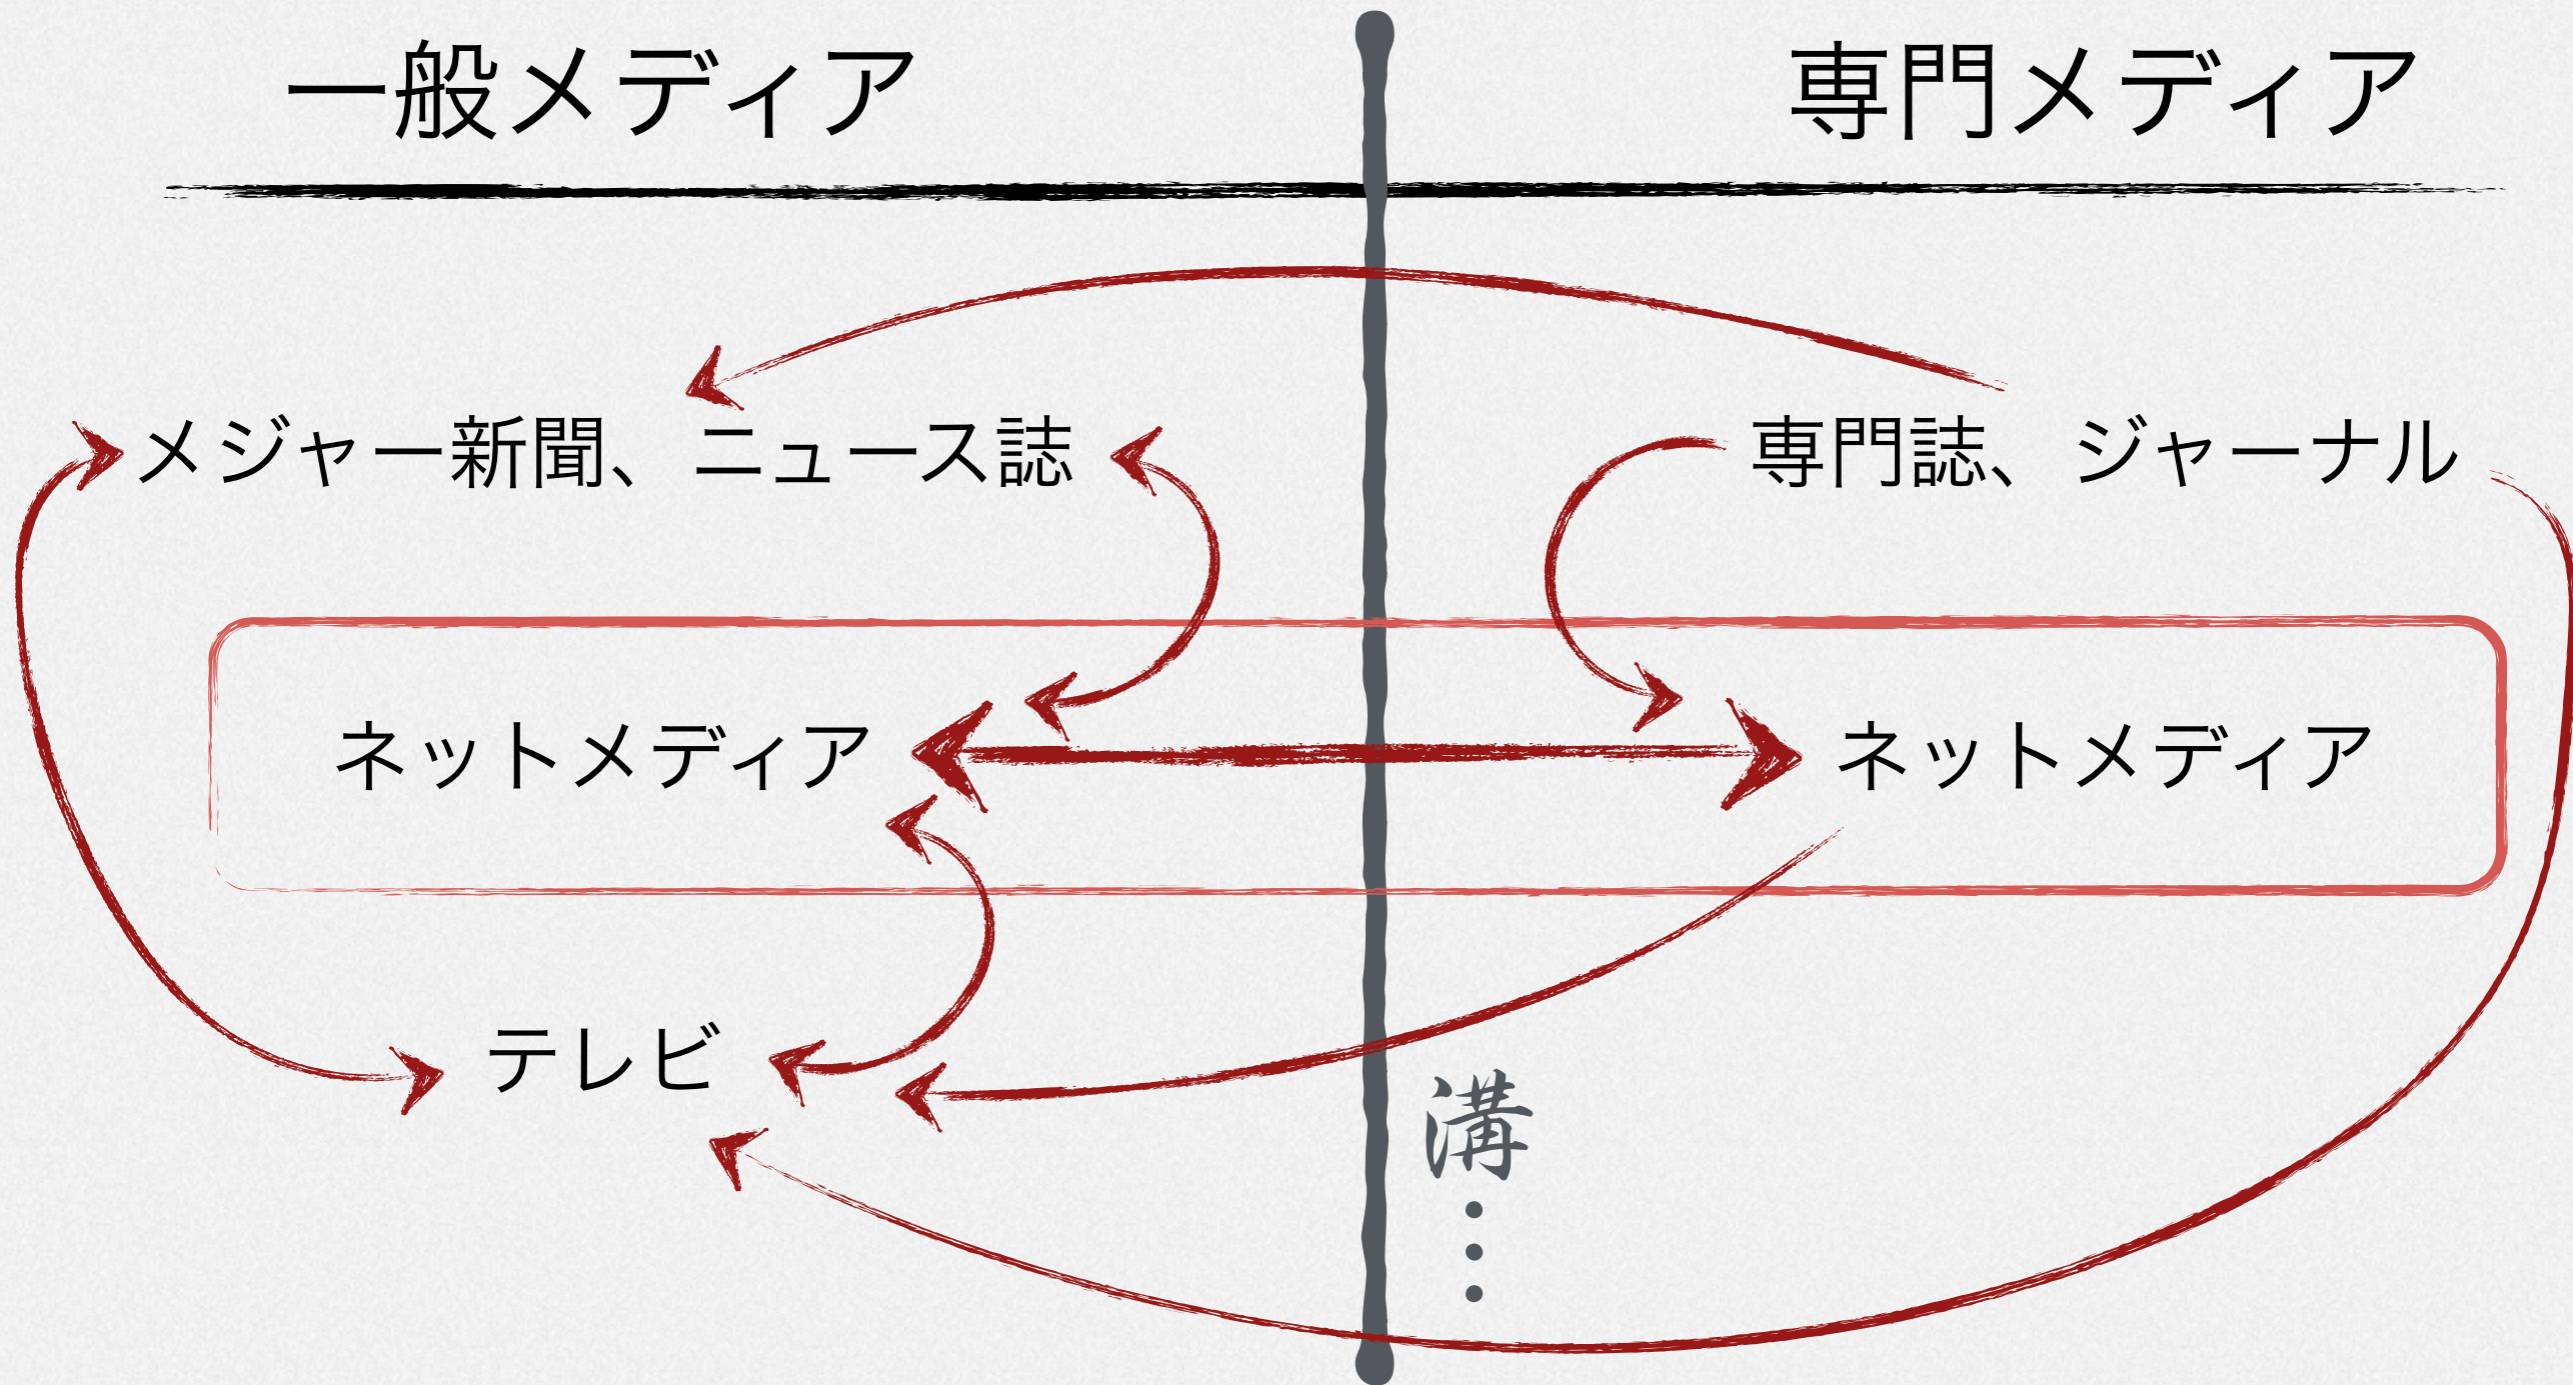 一般メディア
専門メディア
メジャー新聞、ニュース誌
専門誌、ジャーナル
ネットメディア
ネットメディア
テレビ
溝・・・